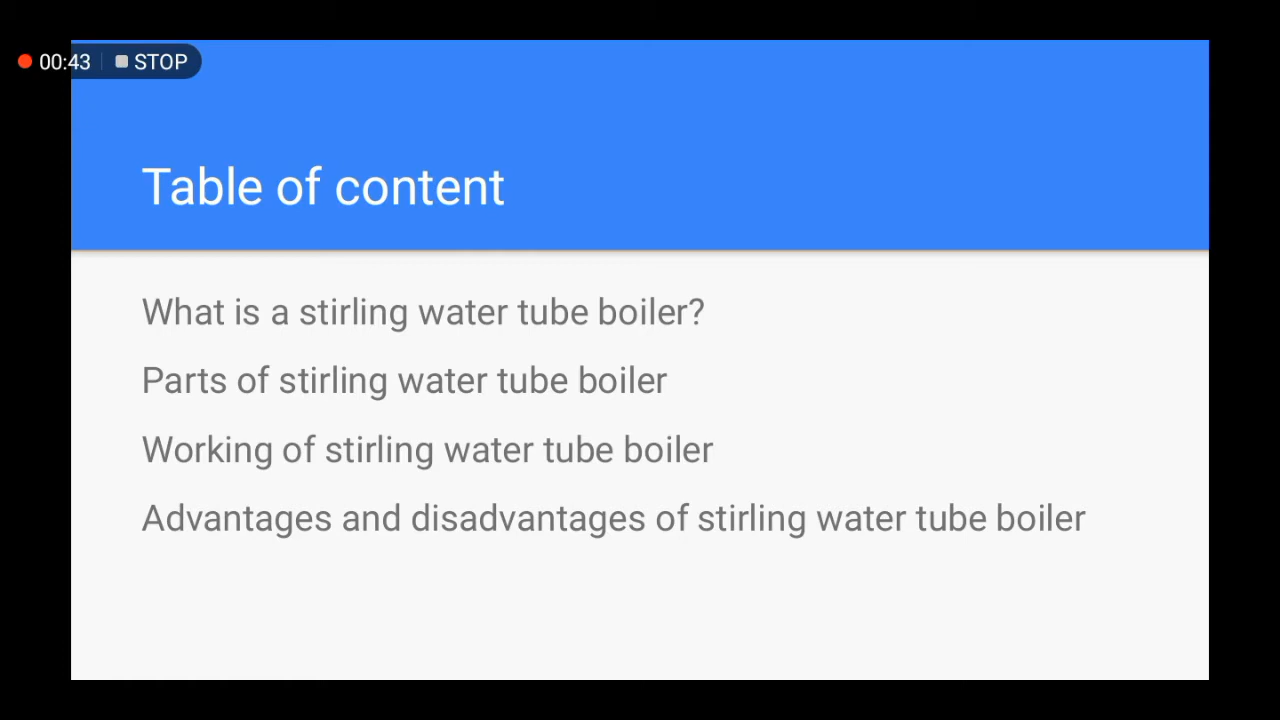 00:43 STOP
Table of content
What is a stirling water tube boiler?
Parts of stirling water tube boiler
Working of stirling water tube boiler
Advantages and disadvantages of stirling water tube boiler